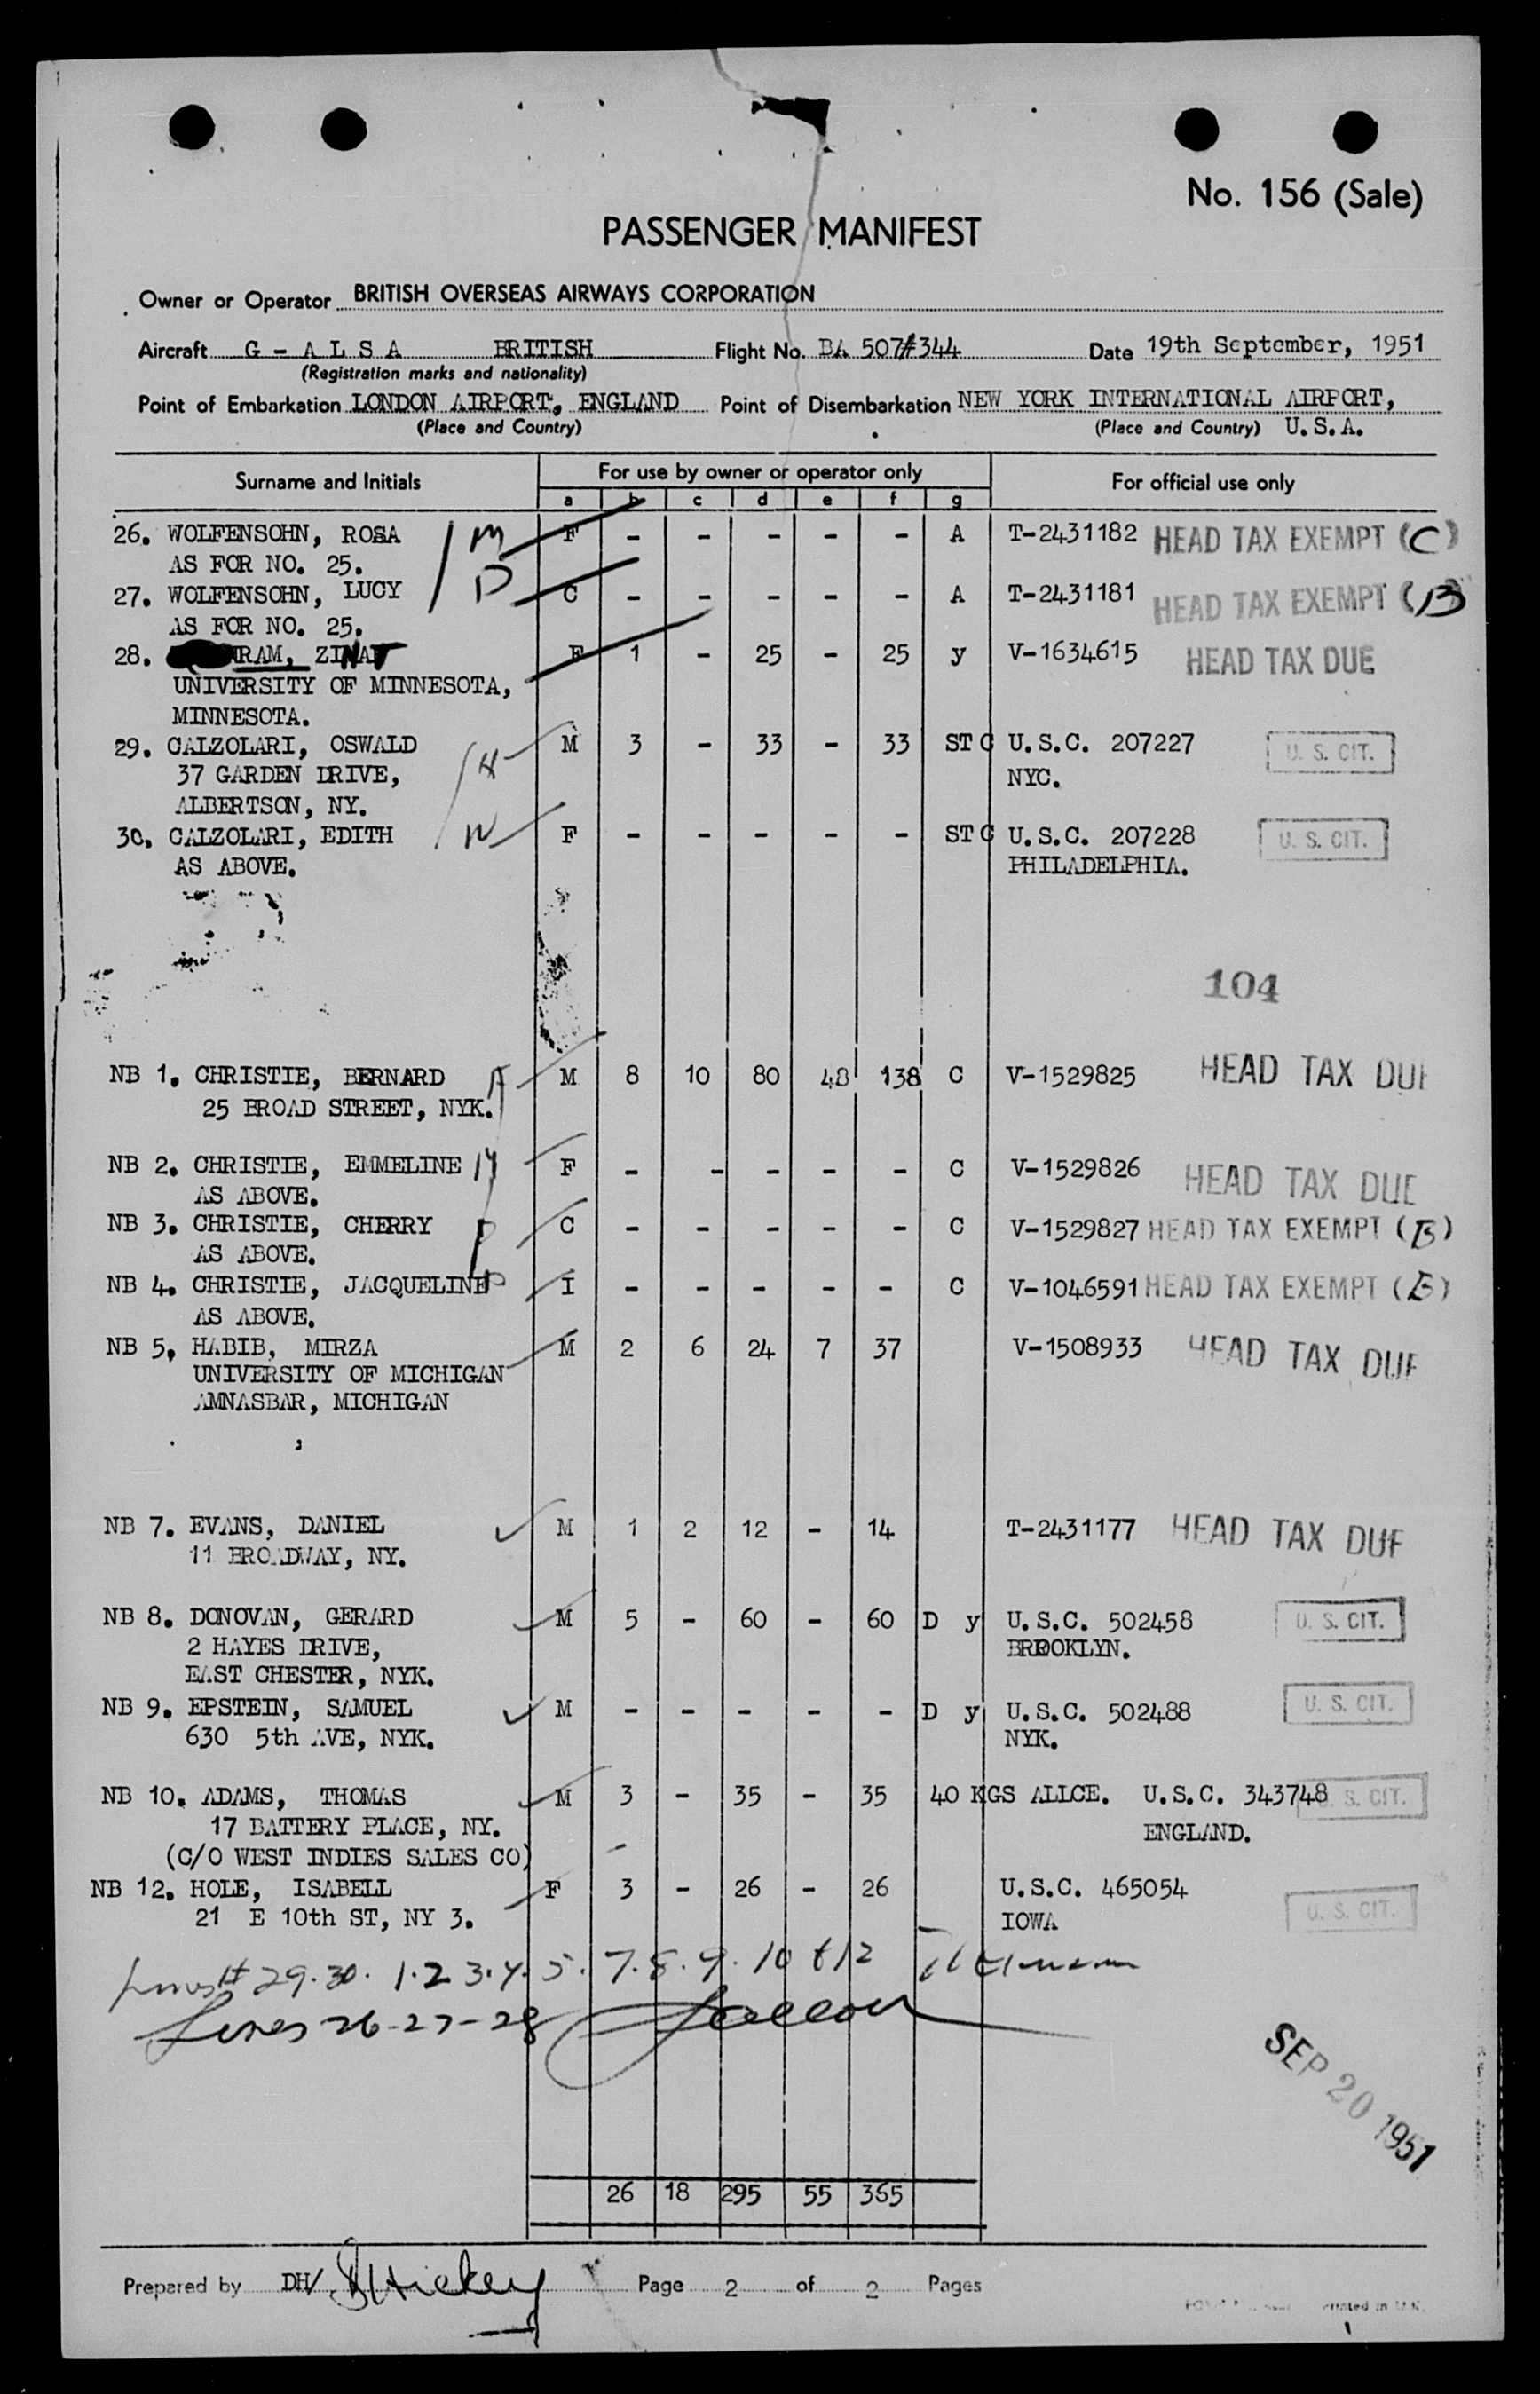 No. 156 (Sale)
PASSENGER MANIFEST
Owner or Operator BRITISH OVERSEAS AIRWAYS CORPORATION
Aircraft G - A L S A BRITISH Flight No. BA 507/#344 Date 19th September, 1951
(Registration marks and nationality)
Point of Embarkation LONDON AIRPORT, ENGLAND Point of Disembarkation NEW YORK INTERNATIONAL AIRPORT,
(Place and Country) (Place and Country) U.S.A.
Surname and Initials For use by owner or operator only For official use only
a b c d e f g
26. WOLFENSOHN, ROSA M F - - - - - A T-2431182 HEAD TAX EXEMPT (C)
AS FOR NO. 25.
27. WOLFENSOHN, LUCY D C - - - - - A T-2431181 HEAD TAX EXEMPT (B)
AS FOR NO. 25.
28. RAM, ZINAT F 1 - 25 - 25 y V-1634615 HEAD TAX DUE
UNIVERSITY OF MINNESOTA,
MINNESOTA.
29. CALZOLARI, OSWALD H M 3 - 33 - 33 ST C U.S.C. 207227 U. S. CIT.
37 GARDEN DRIVE, NYC.
ALBERTSON, NY.
30. CALZOLARI, EDITH W F - - - - - ST C U.S.C. 207228 U. S. CIT.
AS ABOVE. PHILADELPHIA.
104
NB 1. CHRISTIE, BERNARD M 8 10 80 48 138 C V-1529825 HEAD TAX DUE
25 BROAD STREET, NYK.
NB 2. CHRISTIE, EMMELINE F - - - - - C V-1529826 HEAD TAX DUE
AS ABOVE.
NB 3. CHRISTIE, CHERRY C - - - - - C V-1529827 HEAD TAX EXEMPT (B)
AS ABOVE.
NB 4. CHRISTIE, JACQUELINE I - - - - - C V-1046591 HEAD TAX EXEMPT (B)
AS ABOVE.
NB 5, HABIB, MIRZA M 2 6 24 7 37 V-1508933 HEAD TAX DUE
UNIVERSITY OF MICHIGAN
AMNASBAR, MICHIGAN
NB 7. EVANS, DANIEL M 1 2 12 - 14 T-2431177 HEAD TAX DUE
11 BROADWAY, NY.
NB 8. DONOVAN, GERARD M 5 - 60 - 60 D y U.S.C. 502458 U. S. CIT.
2 HAYES DRIVE, BROOKLYN.
EAST CHESTER, NYK.
NB 9. EPSTEIN, SAMUEL M - - - - - D y U.S.C. 502488 U. S. CIT.
630 5th AVE, NYK. NYK.
NB 10. ADAMS, THOMAS M 3 - 35 - 35 40 KGS ALLCE. U.S.C. 343748 U. S. CIT.
17 BATTERY PLACE, NY. ENGLAND.
(C/O WEST INDIES SALES CO)
NB 12. HOLE, ISABELL F 3 - 26 - 26 U.S.C. 465054 U. S. CIT.
21 E 10th ST, NY 3. IOWA
29.30. 1.2 3.4. 5. 7.8.9.10 & 12
Lines 26-27-28
SEP 20 1951
26 18 295 55 365
Prepared by DH/ Hickey Page 2 of 2 Pages
Printed in U.K.